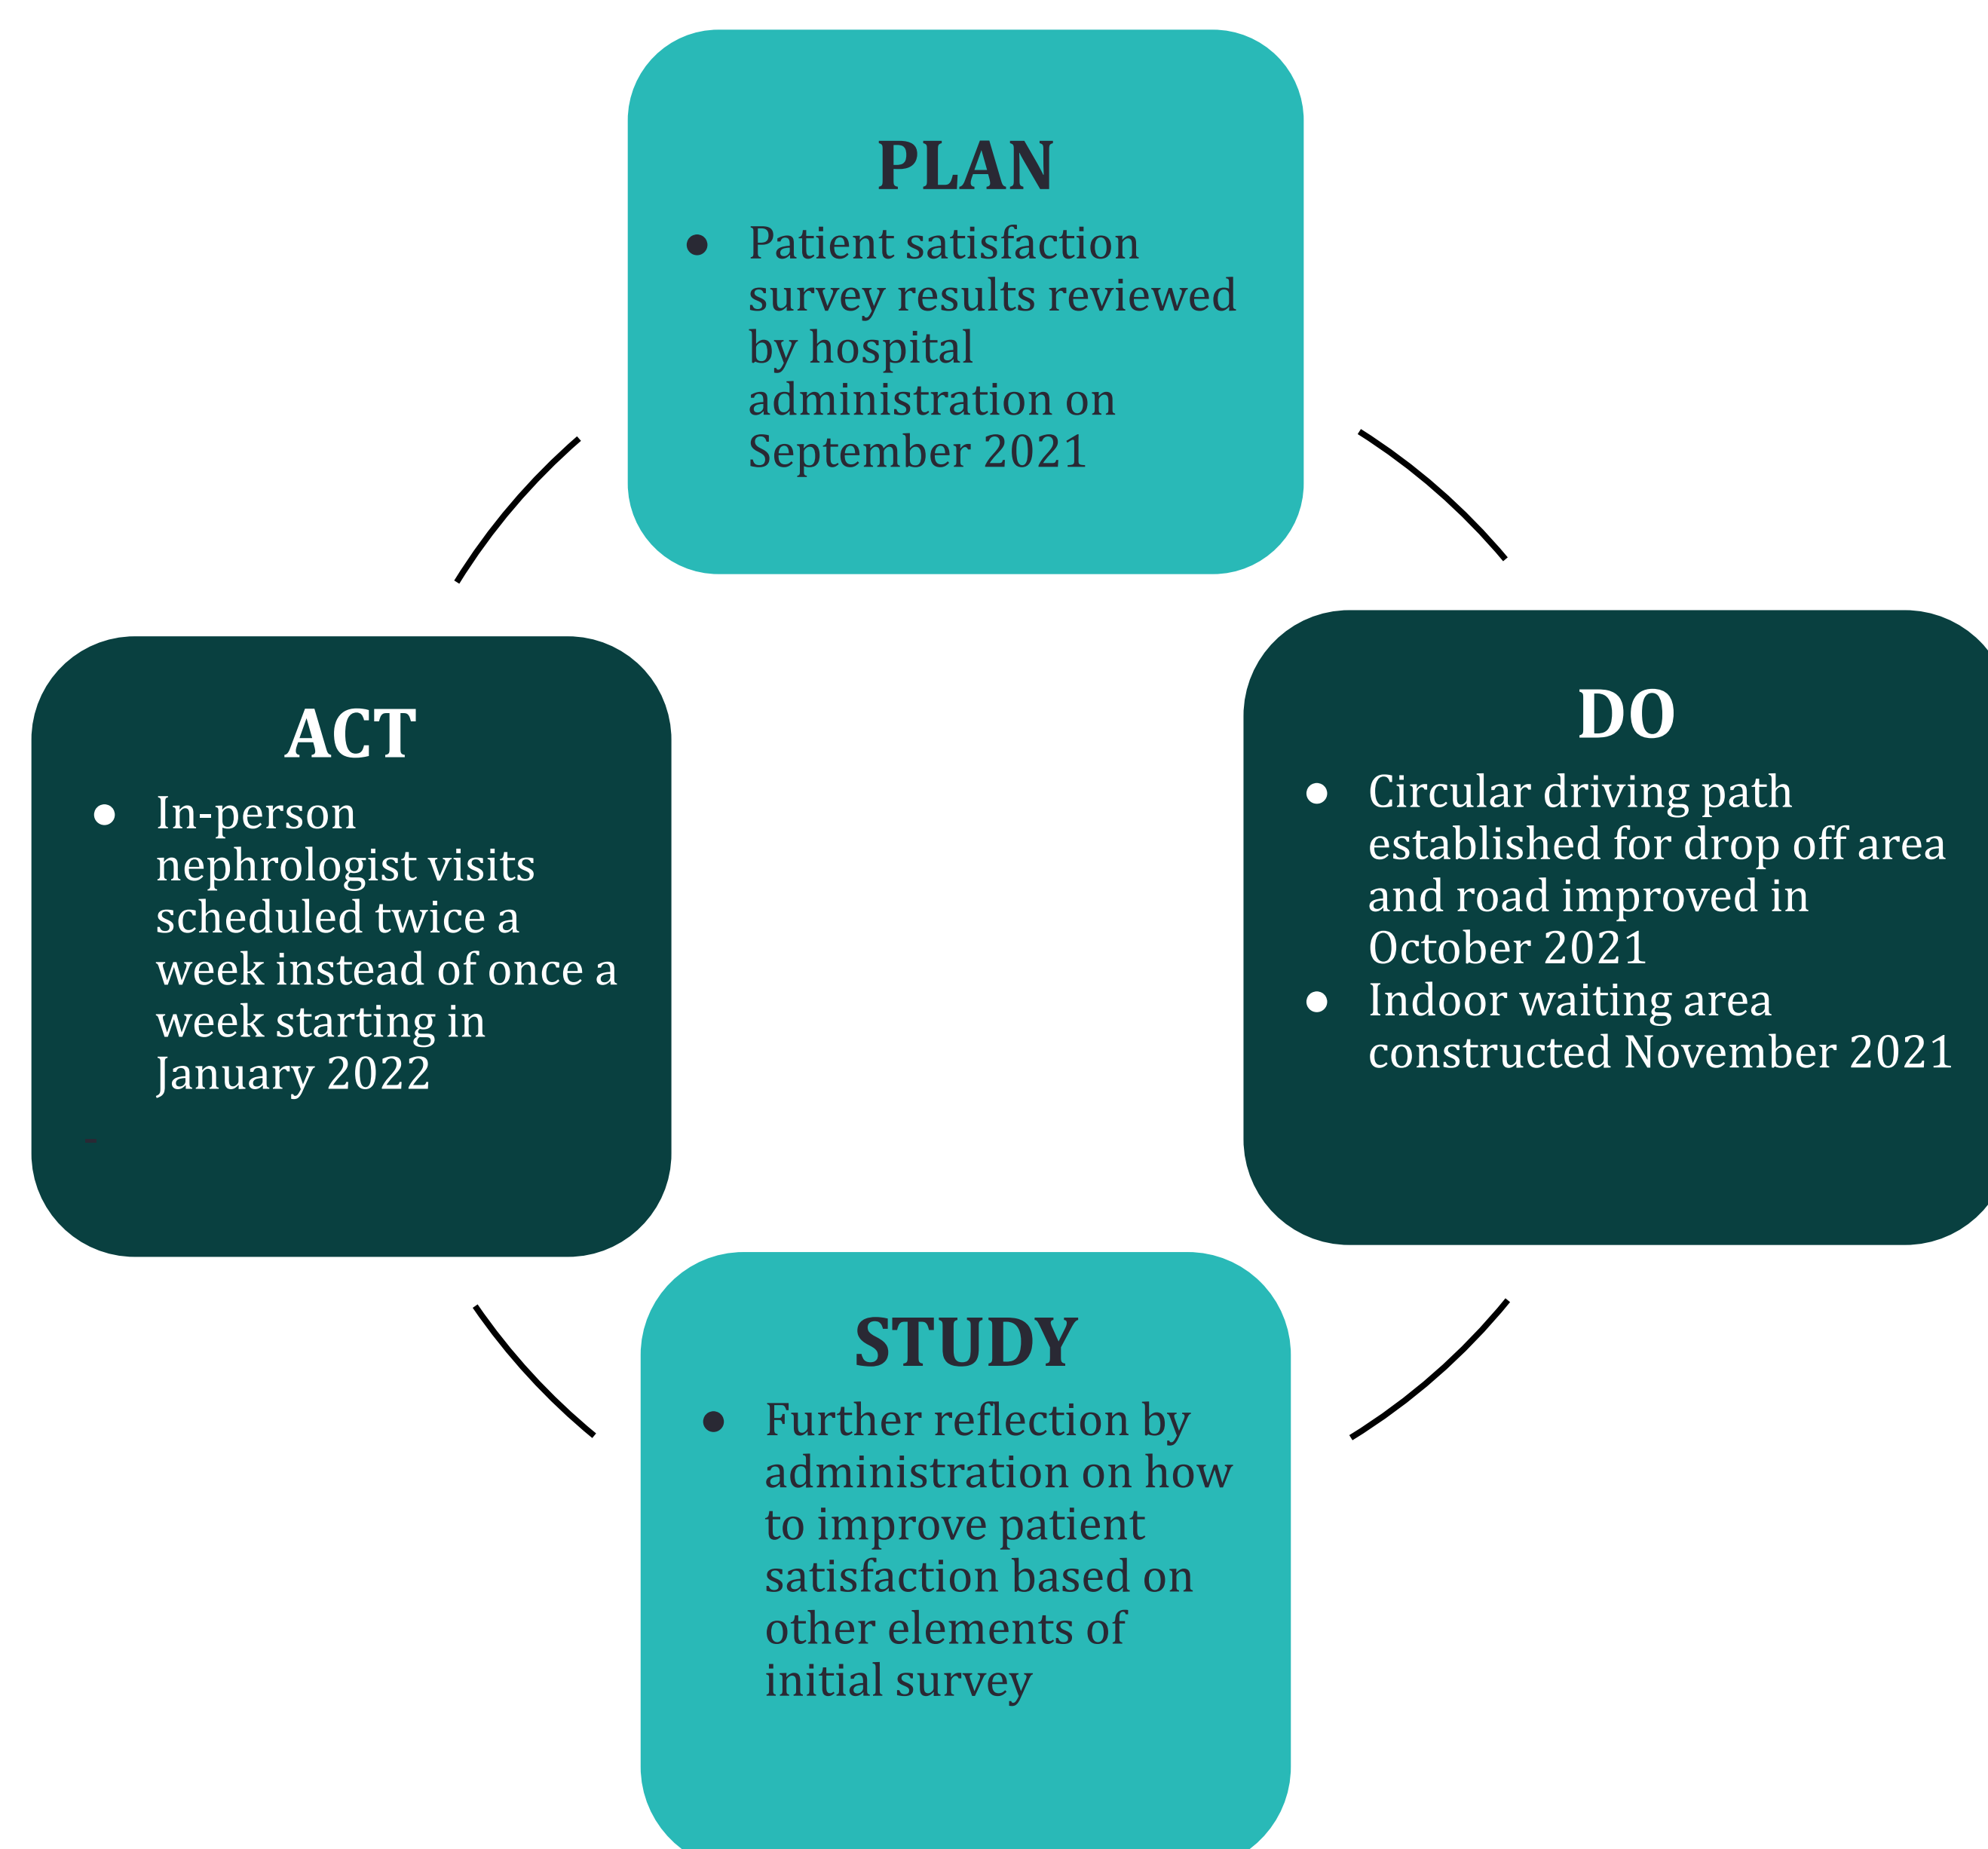 PLAN
● Patient satisfaction
survey results reviewed
by hospital
administration on
September 2021
ACT
● In-person
nephrologist visits
scheduled twice a
week instead of once a
week starting in
January 2022
-
DO
● Circular driving path
established for drop off area
and road improved in
October 2021
● Indoor waiting area
constructed November 2021
STUDY
● Further reflection by
administration on how
to improve patient
satisfaction based on
other elements of
initial survey